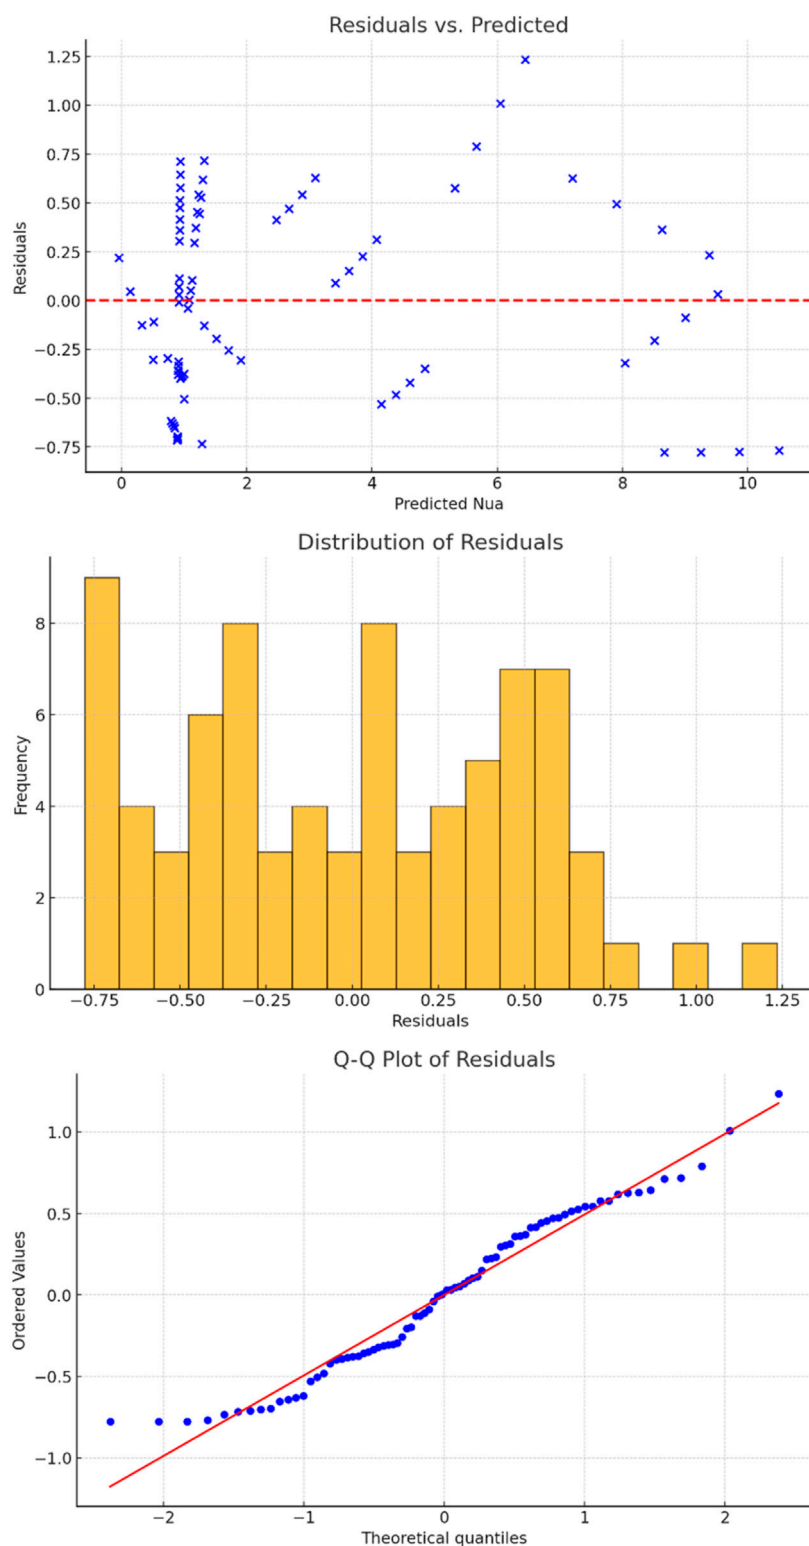 Residuals vs. Predicted
1.25
1.00
0.75
0.50
0.25
0.00
−0.25
−0.50
−0.75
Residuals
0 2 4 6 8 10
Predicted Nua
Distribution of Residuals
8
6
4
2
0
Frequency
−0.75 −0.50 −0.25 0.00 0.25 0.50 0.75 1.00 1.25
Residuals
Q-Q Plot of Residuals
1.0
0.5
0.0
−0.5
−1.0
Ordered Values
−2 −1 0 1 2
Theoretical quantiles